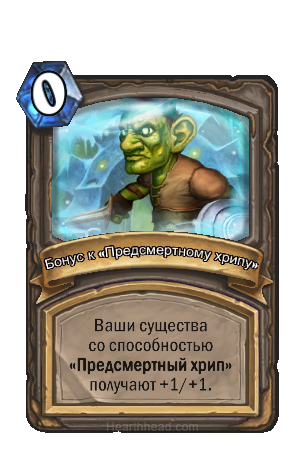 0
Бонус к «Предсмертному хрипу»
Ваши существа
со способностью
«Предсмертный хрип»
получают +1/+1.
Hearthhead.com